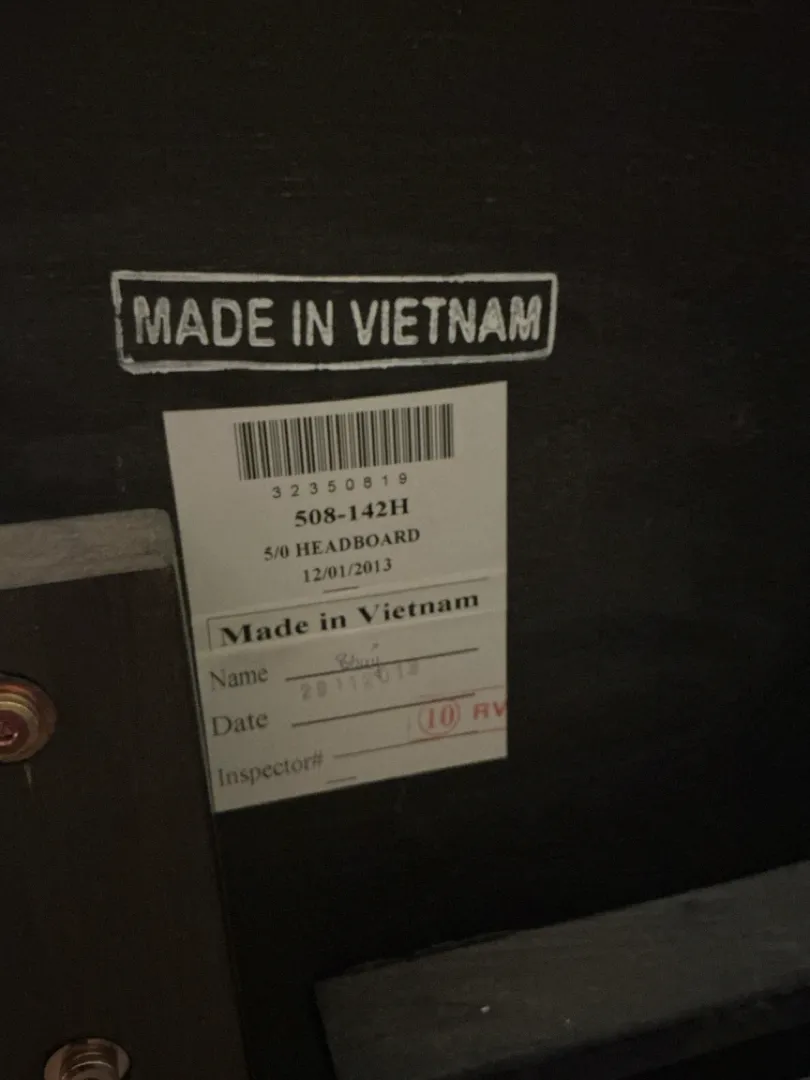 MADE IN VIETNAM
32350819
508-142H
5/0 HEADBOARD
12/01/2013
Made in Vietnam
Name
Date
10 RV
Inspector#